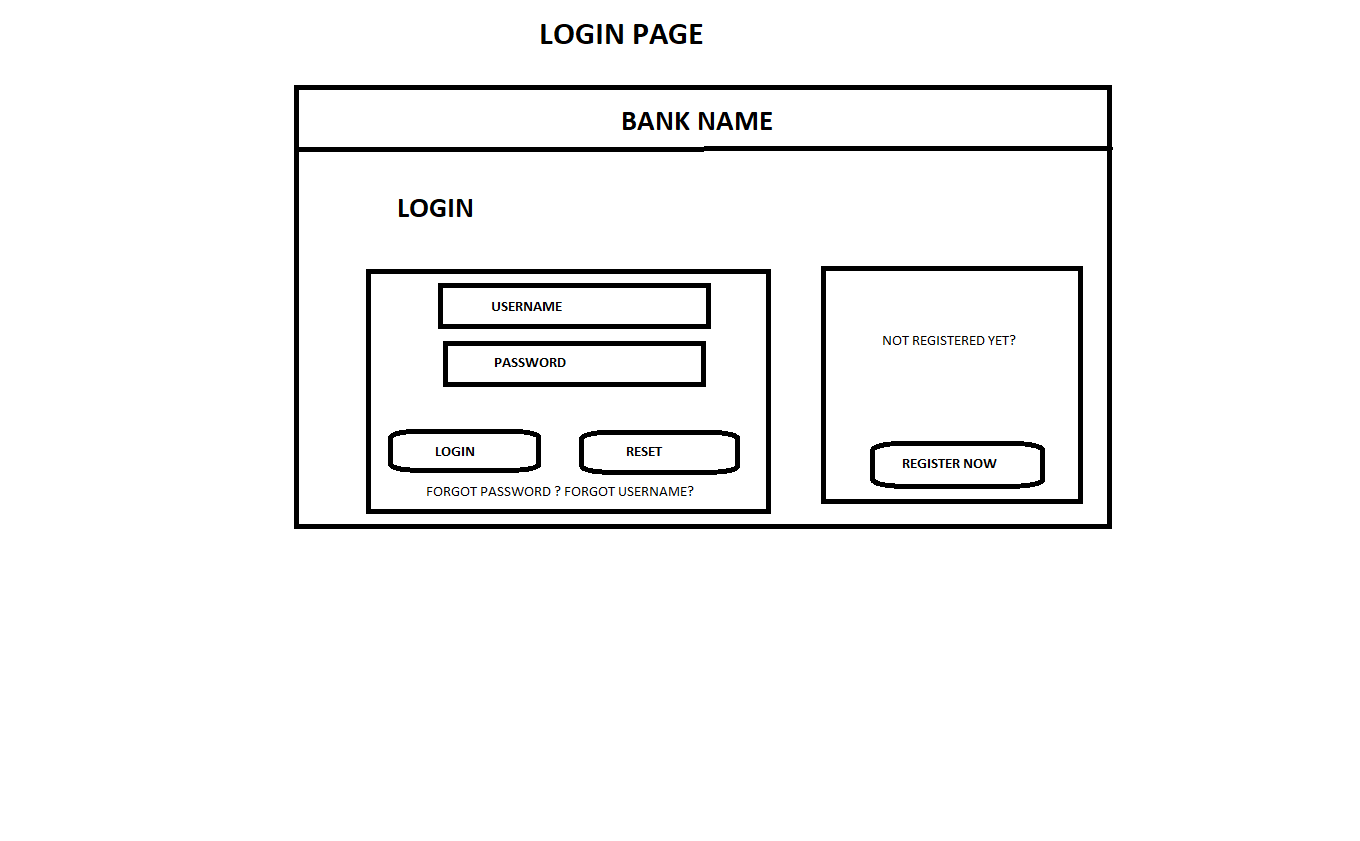 LOGIN PAGE
BANK NAME
LOGIN
USERNAME
PASSWORD
LOGIN
RESET
FORGOT PASSWORD ? FORGOT USERNAME?
NOT REGISTERED YET?
REGISTER NOW